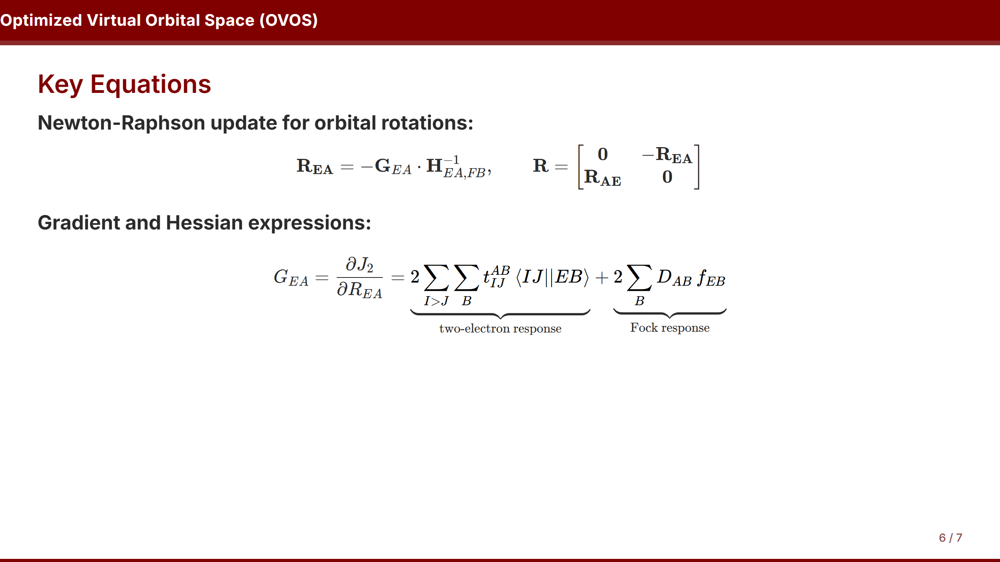 Optimized Virtual Orbital Space (OVOS)
Key Equations
Newton-Raphson update for orbital rotations:
$\mathbf{R_{EA}} = -\mathbf{G}_{EA} \cdot \mathbf{H}^{-1}_{EA,FB}, \qquad \mathbf{R} = \begin{bmatrix} \mathbf{0} & -\mathbf{R_{EA}} \\ \mathbf{R_{AE}} & \mathbf{0} \end{bmatrix}$
Gradient and Hessian expressions:
$G_{EA} = \frac{\partial J_2}{\partial R_{EA}} = \underbrace{2 \sum_{I>J} \sum_{B} t_{IJ}^{AB} \langle IJ||EB \rangle}_{\text{two-electron response}} + \underbrace{2 \sum_{B} D_{AB} \, f_{EB}}_{\text{Fock response}}$
6 / 7